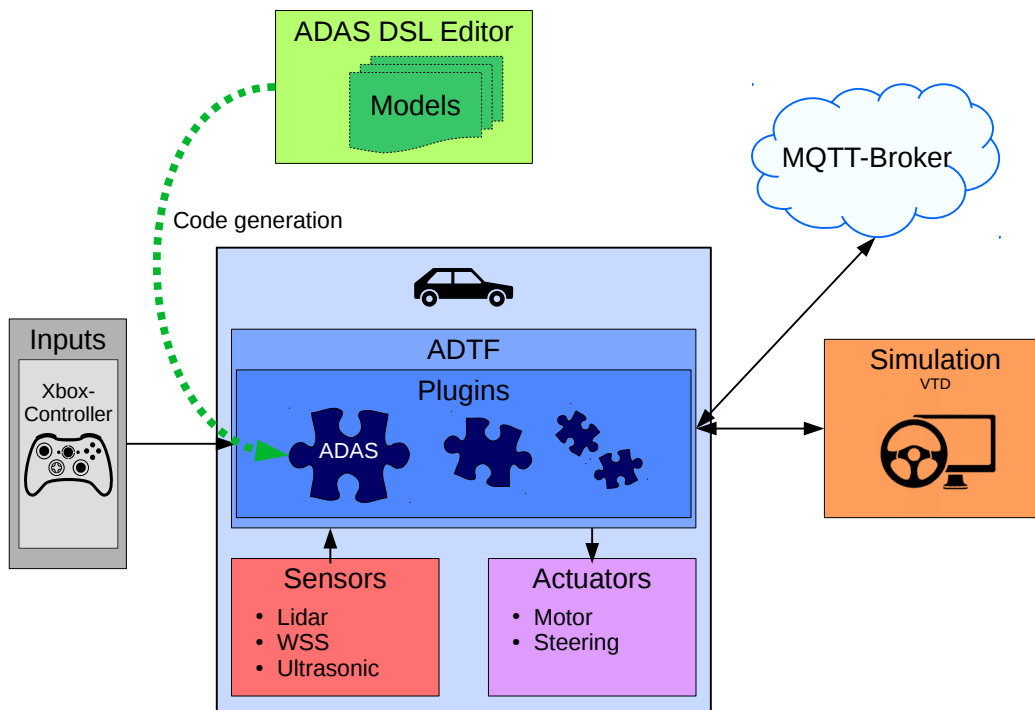 ADAS DSL Editor
Models
MQTT-Broker
Code generation
Inputs
Xbox-
Controller
ADTF
Plugins
ADAS
Simulation
VTD
Sensors
• Lidar
• WSS
• Ultrasonic
Actuators
• Motor
• Steering